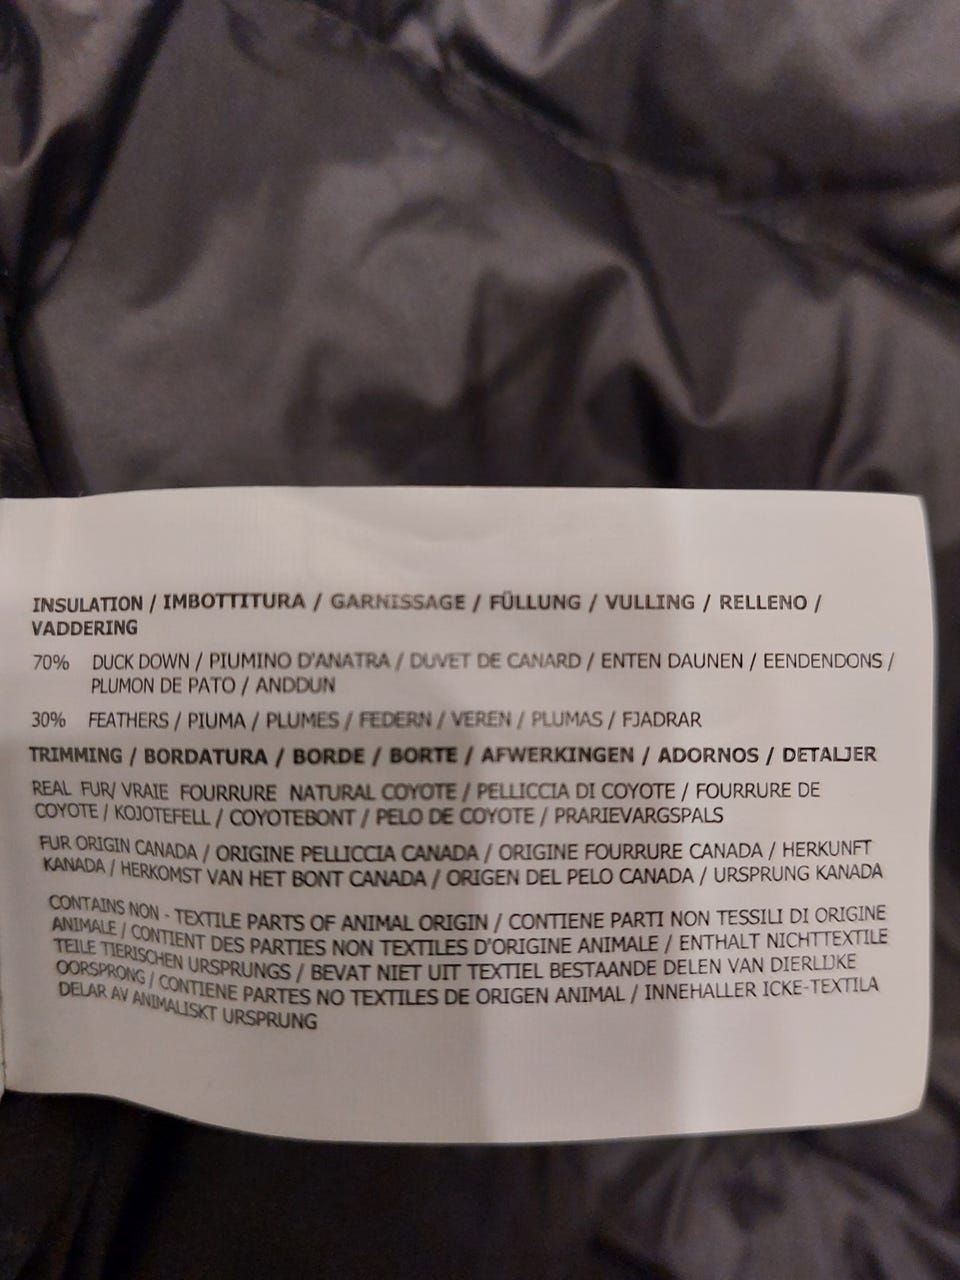 INSULATION / IMBOTTITURA / GARNISSAGE / FÜLLUNG / VULLING / RELLENO /
VADDERING
70% DUCK DOWN / PIUMINO D'ANATRA / DUVET DE CANARD / ENTEN DAUNEN / EENDENDONS /
PLUMON DE PATO / ANDDUN
30% FEATHERS / PIUMA / PLUMES / FEDERN / VEREN / PLUMAS / FJADRAR
TRIMMING / BORDATURA / BORDE / BORTE / AFWERKINGEN / ADORNOS / DETALJER
REAL FUR/ VRAIE FOURRURE NATURAL COYOTE / PELLICCIA DI COYOTE / FOURRURE DE
COYOTE / KOJOTEFELL / COYOTEBONT / PELO DE COYOTE / PRARIEVARGSPALS
FUR ORIGIN CANADA / ORIGINE PELLICCIA CANADA / ORIGINE FOURRURE CANADA / HERKUNFT
KANADA / HERKOMST VAN HET BONT CANADA / ORIGEN DEL PELO CANADA / URSPRUNG KANADA
CONTAINS NON - TEXTILE PARTS OF ANIMAL ORIGIN / CONTIENE PARTI NON TESSILI DI ORIGINE
ANIMALE / CONTIENT DES PARTIES NON TEXTILES D'ORIGINE ANIMALE / ENTHALT NICHTTEXTILE
TEILE TIERISCHEN URSPRUNGS / BEVAT NIET UIT TEXTIEL BESTAANDE DELEN VAN DIERLIJKE
OORSPRONG / CONTIENE PARTES NO TEXTILES DE ORIGEN ANIMAL / INNEHALLER ICKE-TEXTILA
DELAR AV ANIMALISKT URSPRUNG